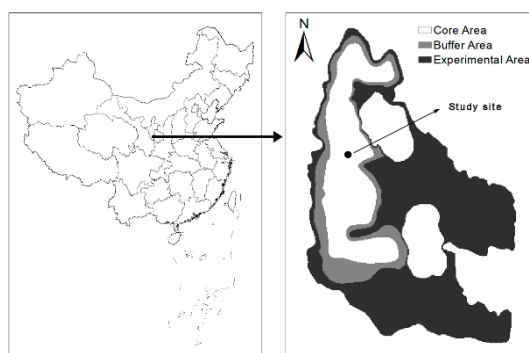 N
Core Area
Buffer Area
Experimental Area
Study site